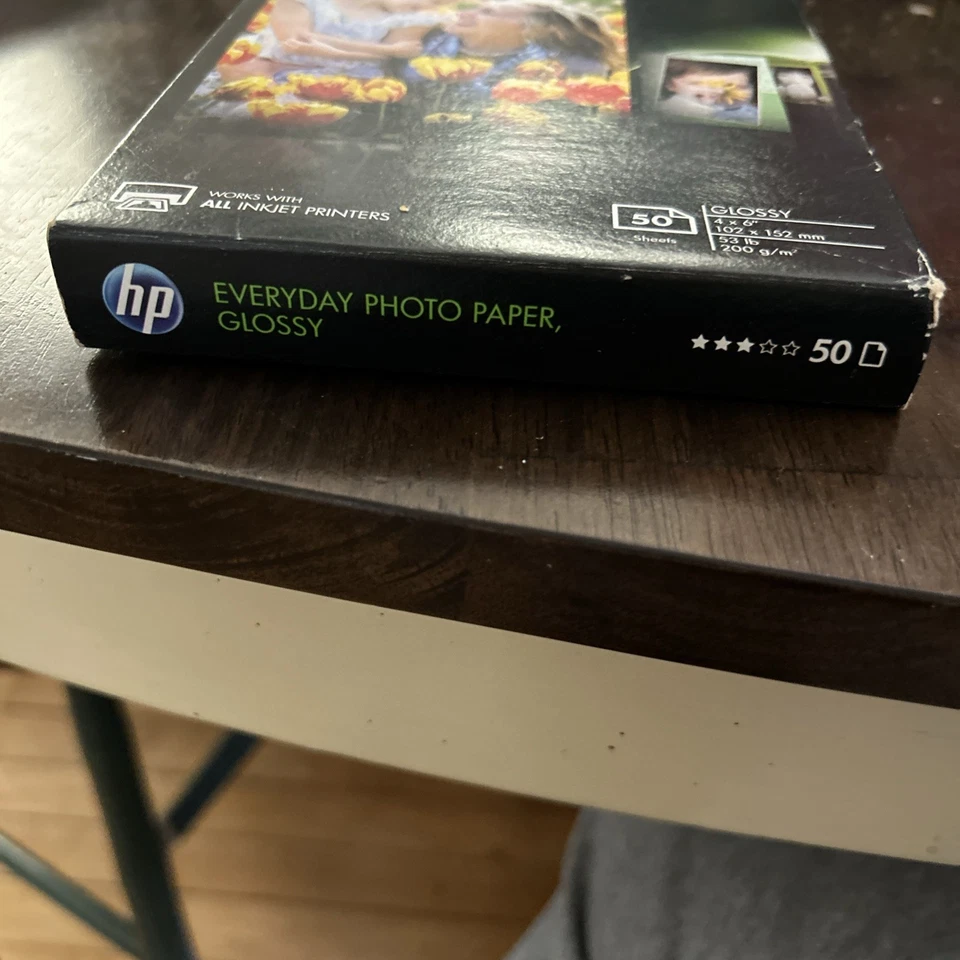 WORKS WITH
ALL INKJET PRINTERS
50
Sheets
GLOSSY
4 x 6"
102 x 152 mm
53 lb
200 g/m²
hp
EVERYDAY PHOTO PAPER,
GLOSSY
50